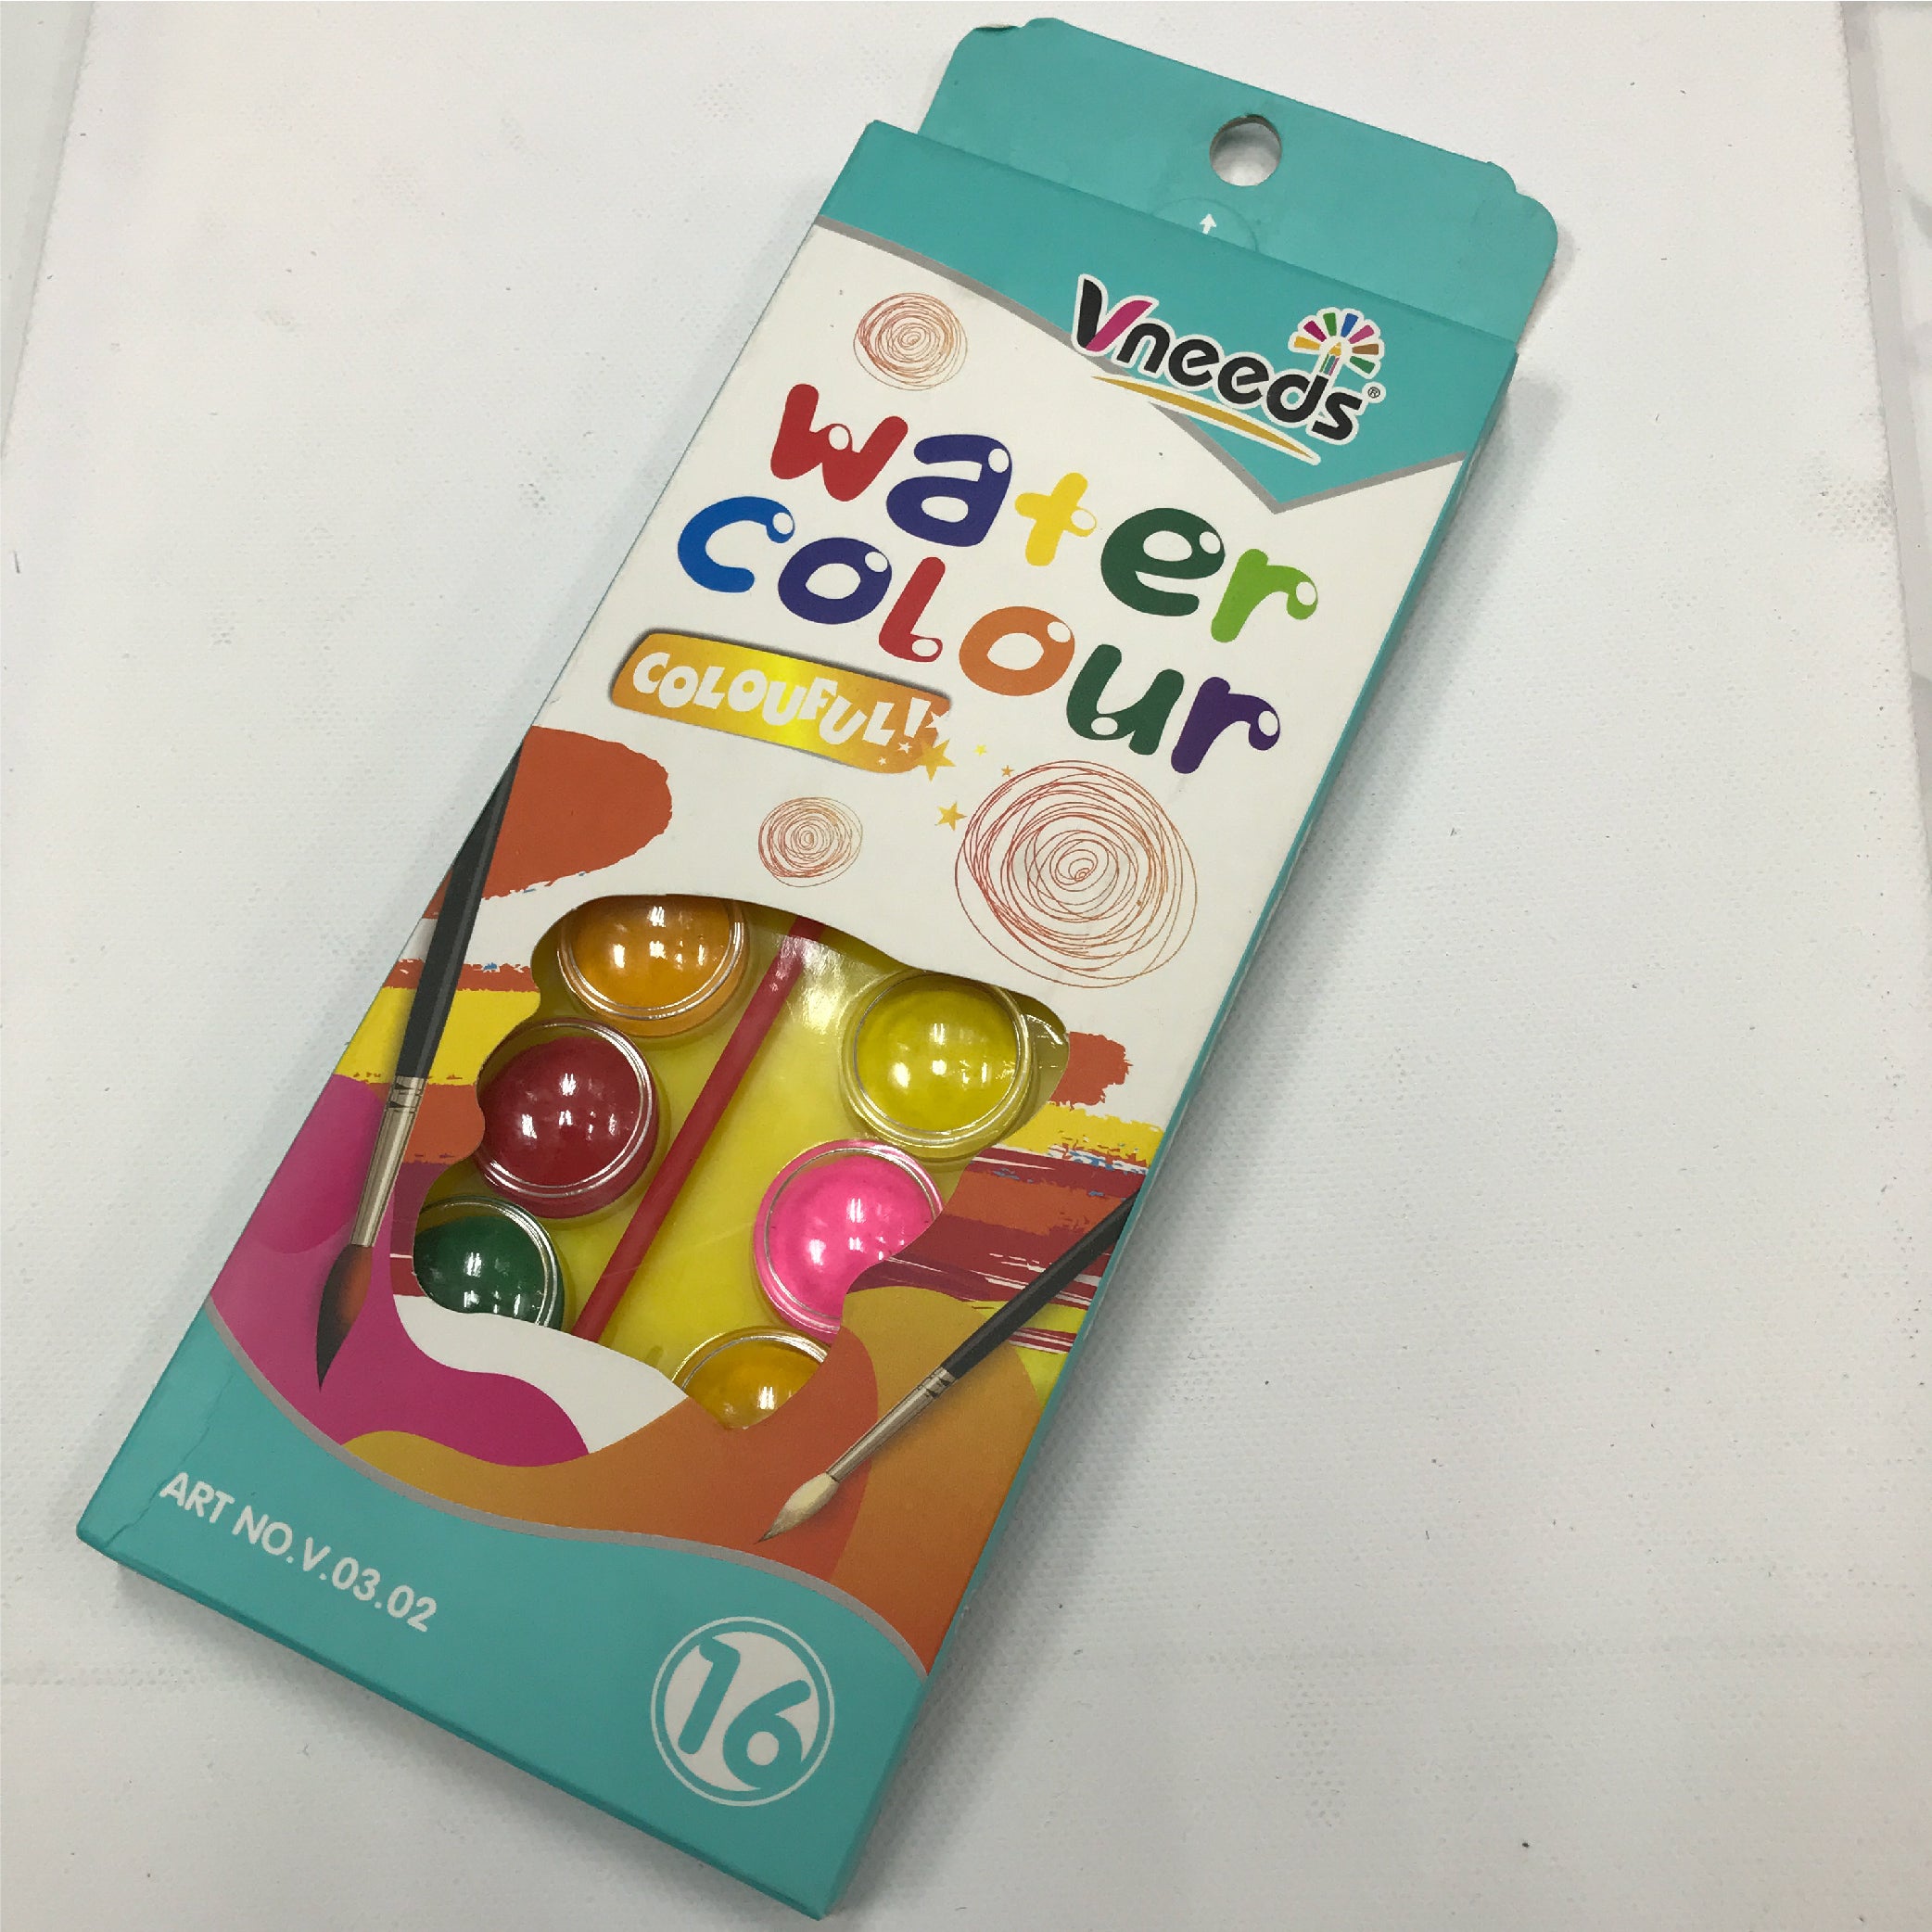 Vneeds®
water
colour
COLOUFUL!
ART NO.V.03.02
16